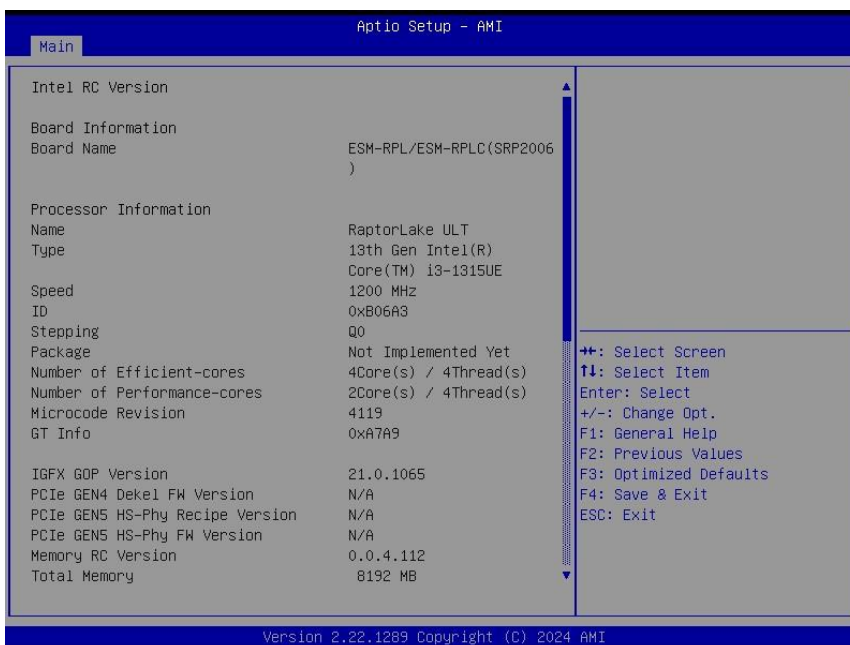 Aptio Setup - AMI
Main
Intel RC Version
Board Information
Board Name ESM-RPL/ESM-RPLC(SRP2006
)
Processor Information
Name RaptorLake ULT
Type 13th Gen Intel(R)
Core(TM) i3-1315UE
Speed 1200 MHz
ID 0xB06A3
Stepping Q0
Package Not Implemented Yet
Number of Efficient-cores 4Core(s) / 4Thread(s)
Number of Performance-cores 2Core(s) / 4Thread(s)
Microcode Revision 4119
GT Info 0xA7A9
IGFX GOP Version 21.0.1065
PCIe GEN4 Dekel FW Version N/A
PCIe GEN5 HS-Phy Recipe Version N/A
PCIe GEN5 HS-Phy FW Version N/A
Memory RC Version 0.0.4.112
Total Memory 8192 MB
→←: Select Screen
↑↓: Select Item
Enter: Select
+/-: Change Opt.
F1: General Help
F2: Previous Values
F3: Optimized Defaults
F4: Save & Exit
ESC: Exit
Version 2.22.1289 Copyright (C) 2024 AMI